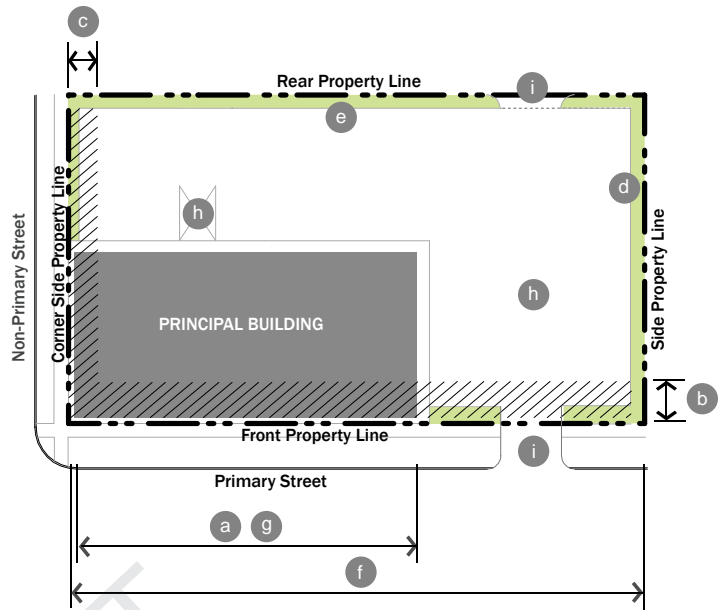 c
Rear Property Line
i
e
d
h
Non-Primary Street
Corner Side Property Line
Side Property Line
h
PRINCIPAL BUILDING
b
Front Property Line
i
Primary Street
a g
f